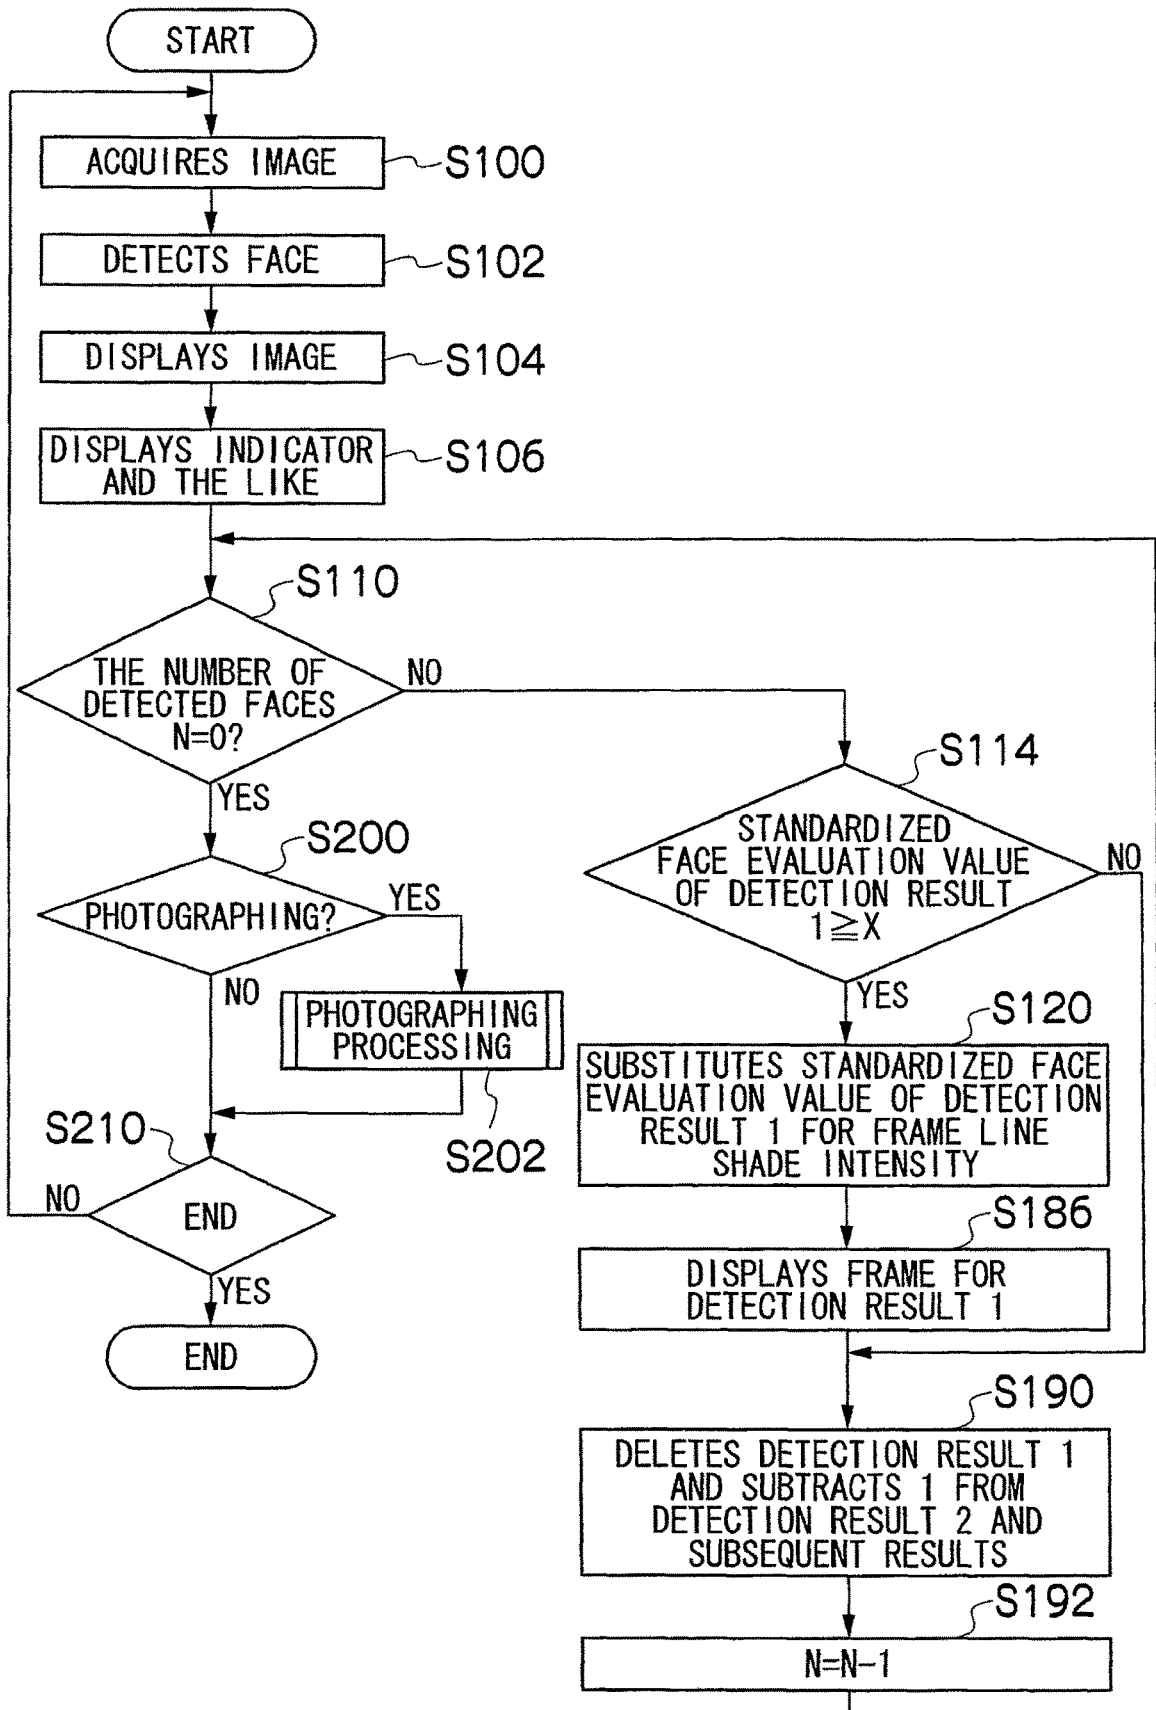 START
ACQUIRES IMAGE
S100
DETECTS FACE
S102
DISPLAYS IMAGE
S104
DISPLAYS INDICATOR
AND THE LIKE
S106
S110
THE NUMBER OF
DETECTED FACES
N=0?
NO
YES
S114
STANDARDIZED
FACE EVALUATION VALUE
OF DETECTION RESULT
1≧X
NO
YES
S200
PHOTOGRAPHING?
YES
NO
PHOTOGRAPHING
PROCESSING
S202
S210
END
NO
YES
END
S120
SUBSTITUTES STANDARDIZED FACE
EVALUATION VALUE OF DETECTION
RESULT 1 FOR FRAME LINE
SHADE INTENSITY
S186
DISPLAYS FRAME FOR
DETECTION RESULT 1
S190
DELETES DETECTION RESULT 1
AND SUBTRACTS 1 FROM
DETECTION RESULT 2 AND
SUBSEQUENT RESULTS
S192
N=N-1